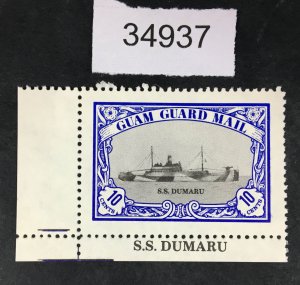 34937
GUAM GUARD MAIL
S.S. DUMARU
10 CENTS 10 CENTS
S.S. DUMARU